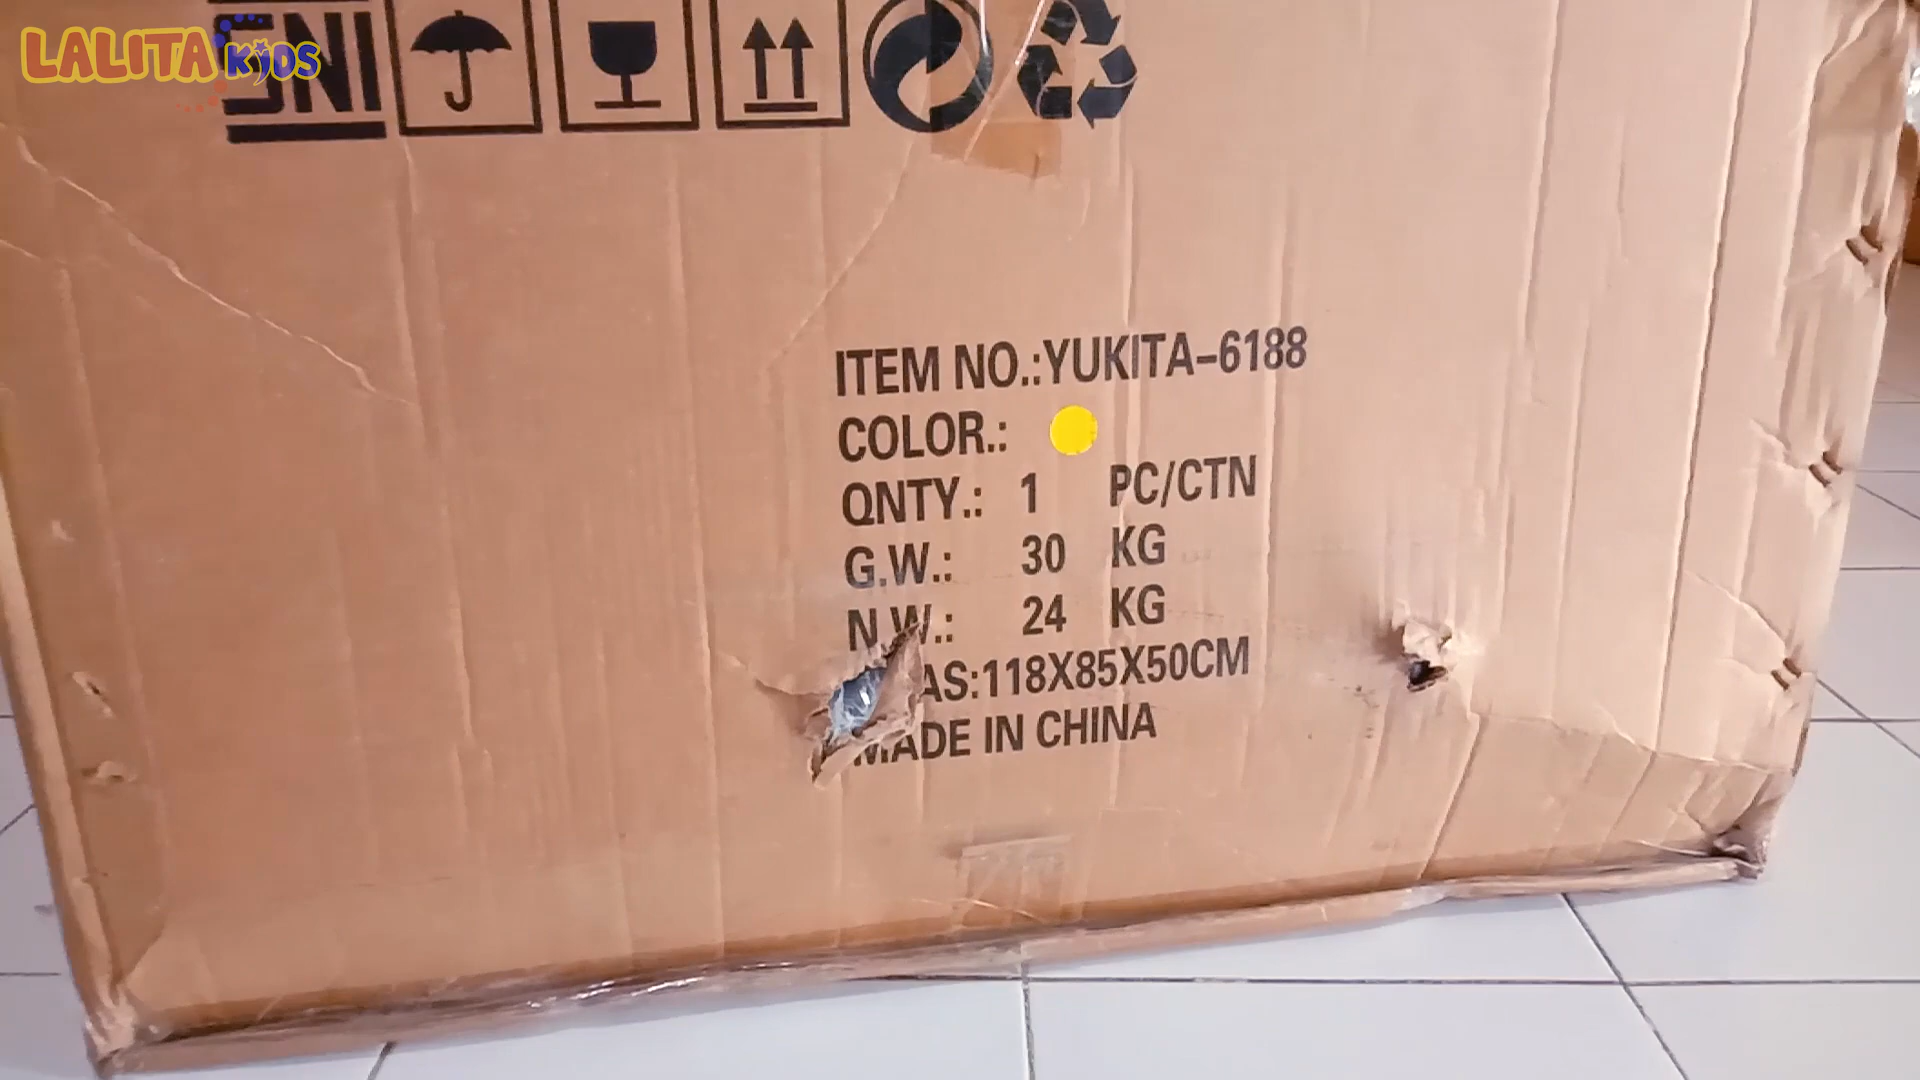 LALITA KIDS
SNI
ITEM NO.:YUKITA-6188
COLOR.:
QNTY.: 1 PC/CTN
G.W.: 30 KG
N.W.: 24 KG
AS:118X85X50CM
MADE IN CHINA